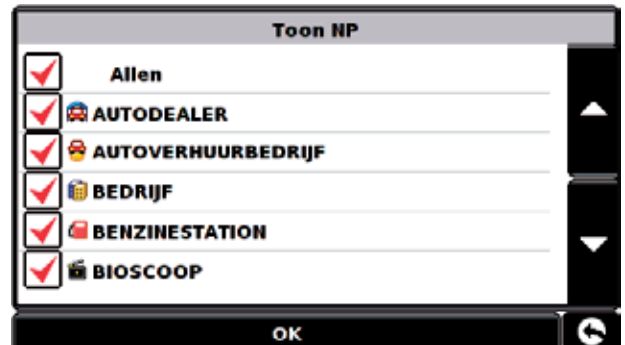 Toon NP
Allen
AUTODEALER
AUTOVERHUURBEDRIJF
BEDRIJF
BENZINESTATION
BIOSCOOP
OK